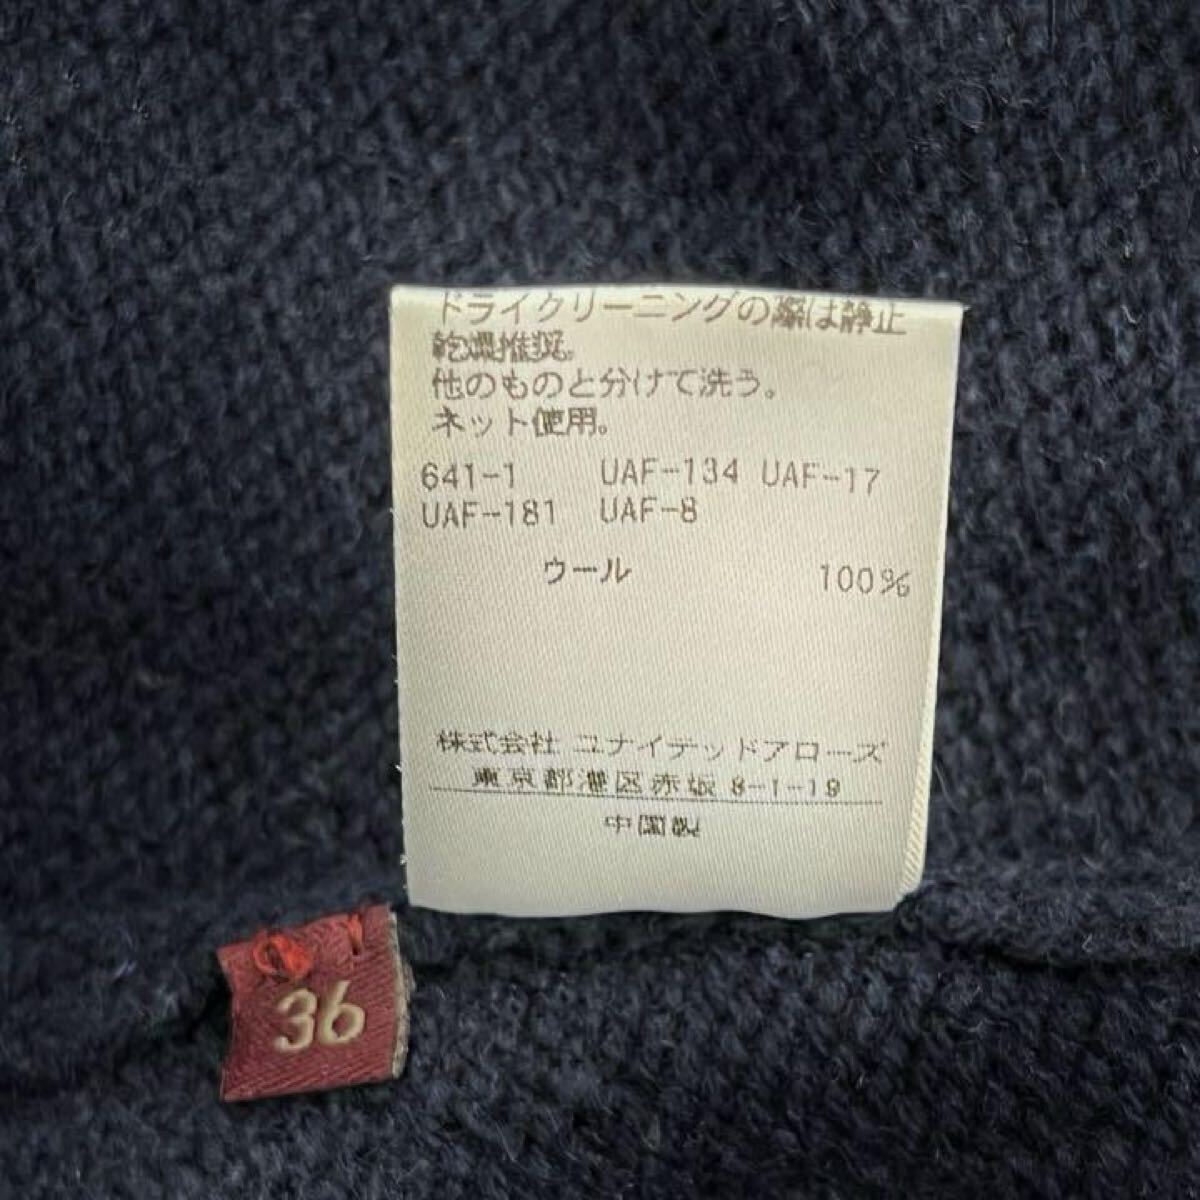 ドライクリーニングの際は静止
乾燥推奨。
他のものと分けて洗う。
ネット使用。
641-1 UAF-134 UAF-17
UAF-181 UAF-8
ウール 100%
株式会社 ユナイテッドアローズ
東京都港区赤坂 8-1-19
中国製
36